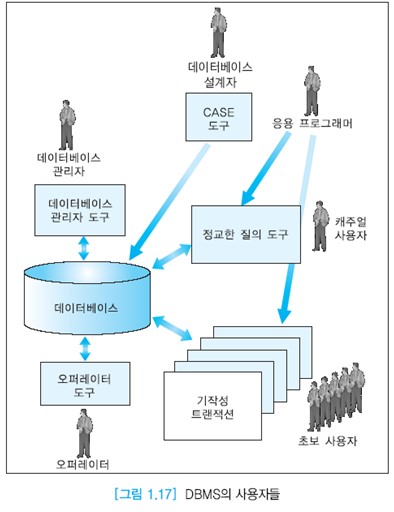 데이터베이스
설계자
CASE
도구
응용 프로그래머
데이터베이스
관리자
데이터베이스
관리자 도구
정교한 질의 도구
캐주얼
사용자
데이터베이스
오퍼레이터
도구
기작성
트랜잭션
초보 사용자
오퍼레이터
[그림 1.17] DBMS의 사용자들